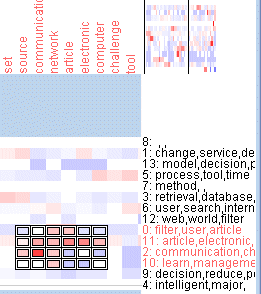 set
source
communicatio
network
article
electronic
computer
challenge
tool
8: , ,
1: change,service,de
13: model,decision,p
5: process,tool,time
7: method, ,
3: retrieval,database,
6: user,search,intern
12: web,world,filter
0: filter,user,article
11: article,electronic,
2: communication,ch
10: learn,management
9: decision,reduce,po
4: intelligent,major,